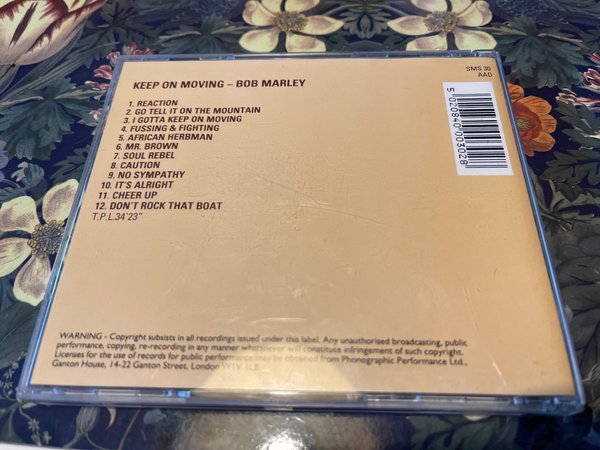 KEEP ON MOVING – BOB MARLEY
SMS 30
AAD
1. REACTION
2. GO TELL IT ON THE MOUNTAIN
3. I GOTTA KEEP ON MOVING
4. FUSSING & FIGHTING
5. AFRICAN HERBMAN
6. MR. BROWN
7. SOUL REBEL
8. CAUTION
9. NO SYMPATHY
10. IT'S ALRIGHT
11. CHEER UP
12. DON'T ROCK THAT BOAT
T.P.L.34'23"
5020840003028
WARNING - Copyright subsists in all recordings issued under this label. Any unauthorised broadcasting, public
performance, copying, re-recording in any manner whatsoever will constitute infringement of such copyright.
Licenses for the use of records for public performance may be obtained from Phonographic Performance Ltd.,
Ganton House, 14-22 Ganton Street, London W1V 1LB